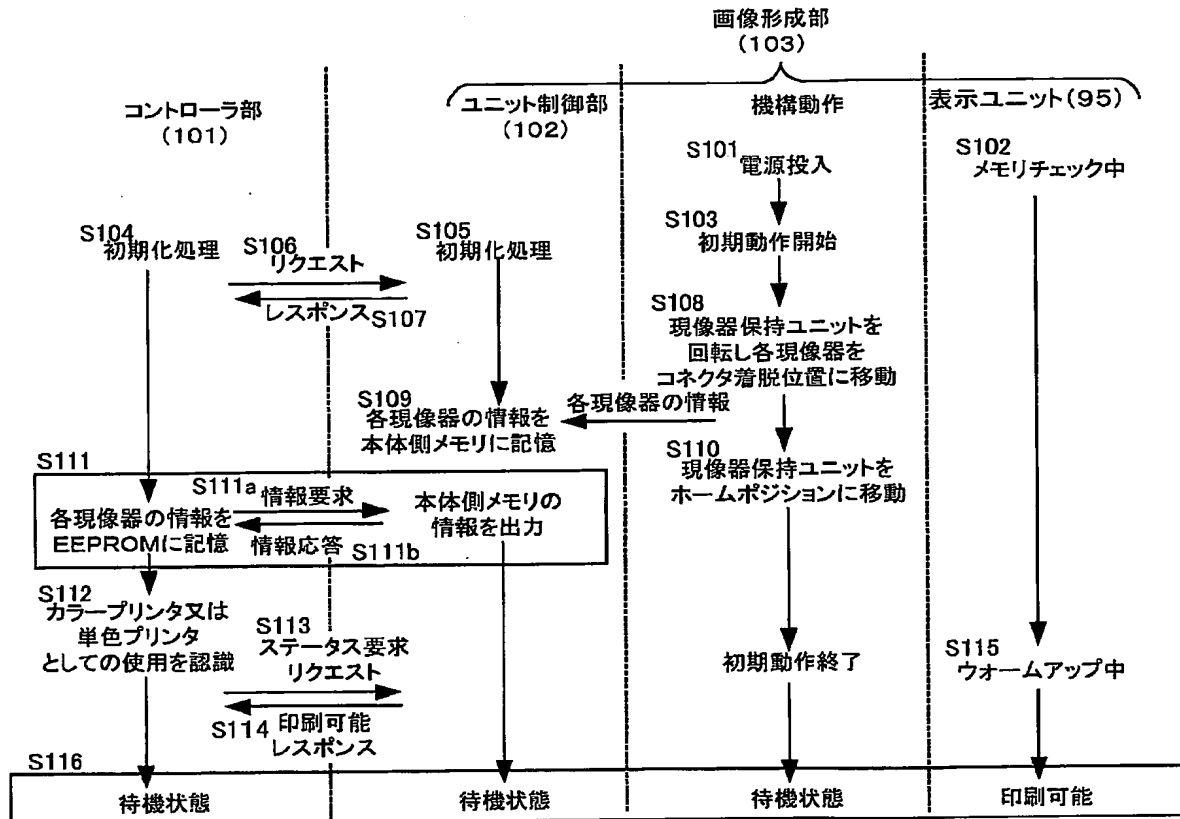 画像形成部
(103)
コントローラ部
(101)
ユニット制御部
(102)
機構動作
表示ユニット(95)
S101
電源投入
S102
メモリチェック中
S103
初期動作開始
S104
初期化処理
S105
初期化処理
S106
リクエスト
レスポンス
S107
S108
現像器保持ユニットを
回転し各現像器を
コネクタ着脱位置に移動
各現像器の情報
S109
各現像器の情報を
本体側メモリに記憶
S110
現像器保持ユニットを
ホームポジションに移動
S111
S111a
情報要求
各現像器の情報を
EEPROMに記憶
本体側メモリの
情報を出力
情報応答
S111b
S112
カラープリンタ又は
単色プリンタ
としての使用を認識
S113
ステータス要求
リクエスト
S114
印刷可能
レスポンス
初期動作終了
S115
ウォームアップ中
S116
待機状態
待機状態
待機状態
印刷可能